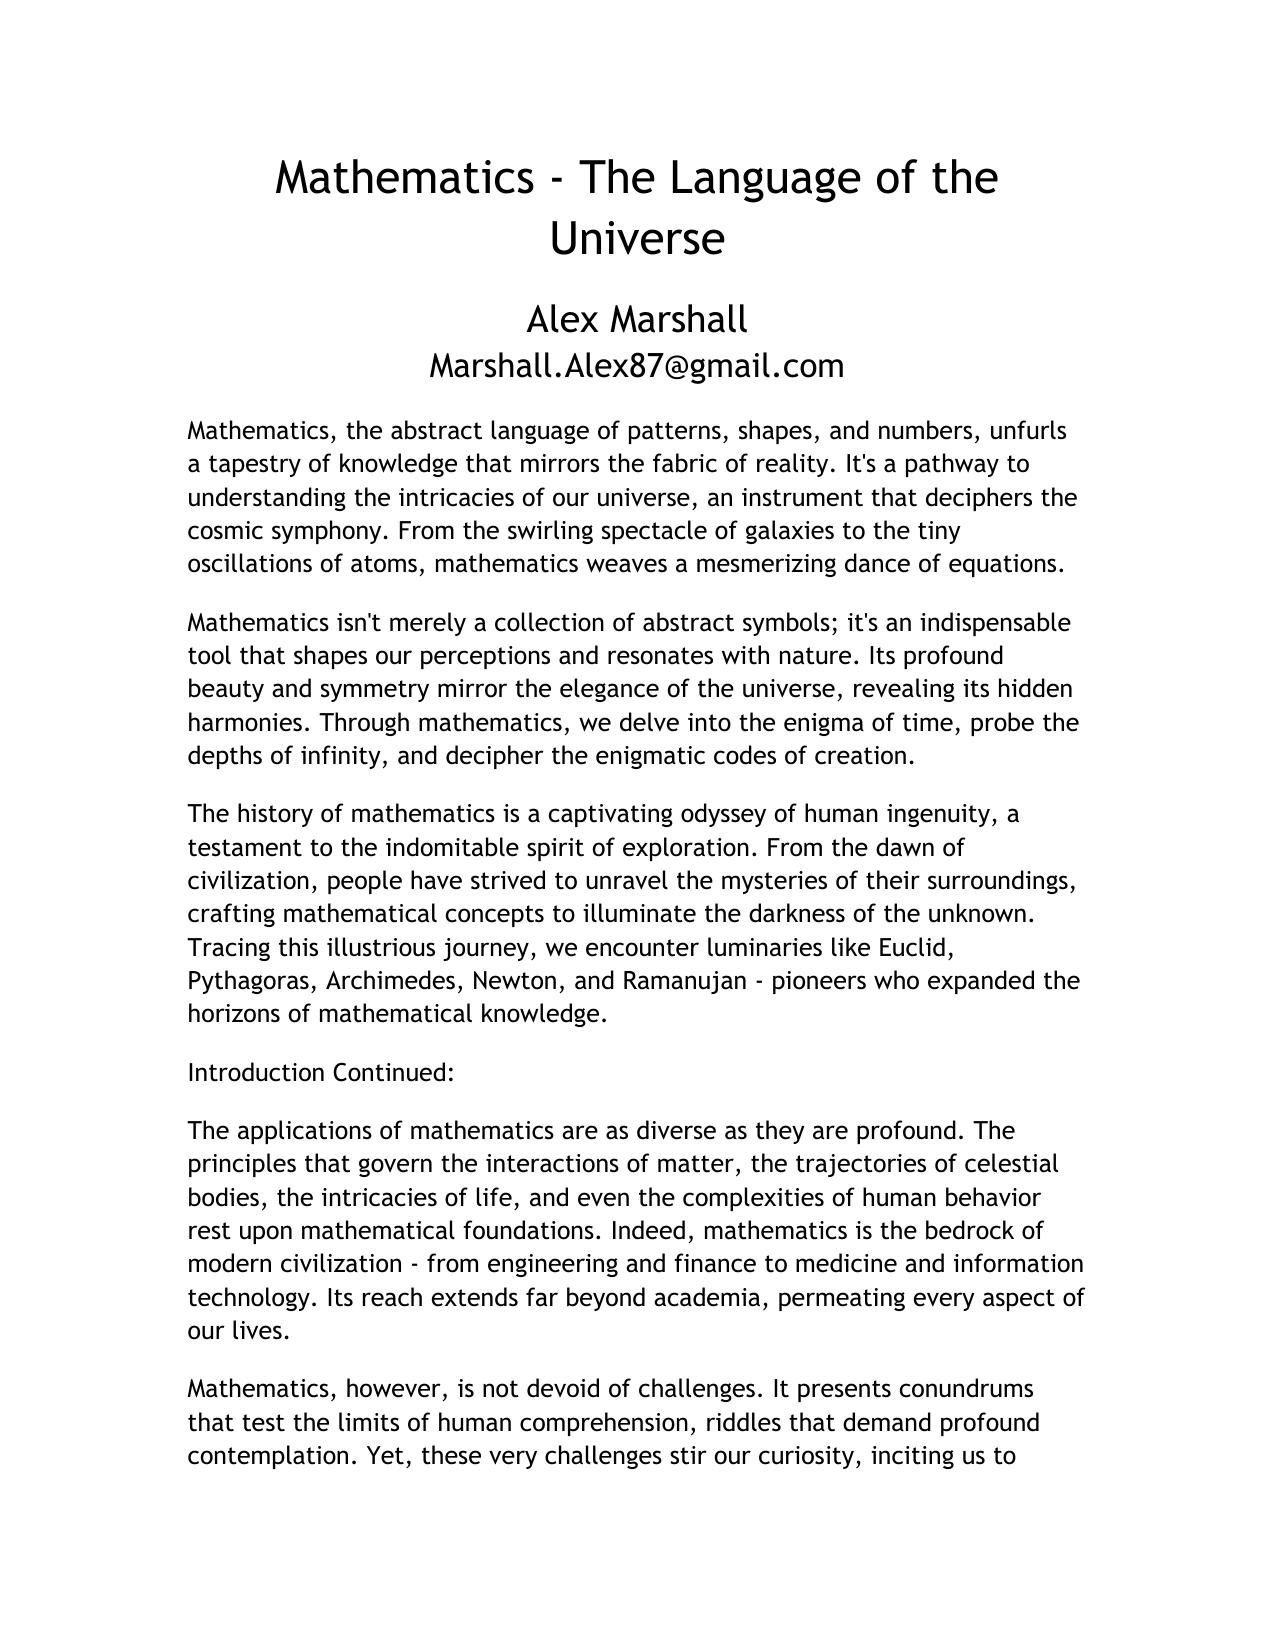 Mathematics - The Language of the
Universe
Alex Marshall
Marshall.Alex87@gmail.com
Mathematics, the abstract language of patterns, shapes, and numbers, unfurls
a tapestry of knowledge that mirrors the fabric of reality. It's a pathway to
understanding the intricacies of our universe, an instrument that deciphers the
cosmic symphony. From the swirling spectacle of galaxies to the tiny
oscillations of atoms, mathematics weaves a mesmerizing dance of equations.
Mathematics isn't merely a collection of abstract symbols; it's an indispensable
tool that shapes our perceptions and resonates with nature. Its profound
beauty and symmetry mirror the elegance of the universe, revealing its hidden
harmonies. Through mathematics, we delve into the enigma of time, probe the
depths of infinity, and decipher the enigmatic codes of creation.
The history of mathematics is a captivating odyssey of human ingenuity, a
testament to the indomitable spirit of exploration. From the dawn of
civilization, people have strived to unravel the mysteries of their surroundings,
crafting mathematical concepts to illuminate the darkness of the unknown.
Tracing this illustrious journey, we encounter luminaries like Euclid,
Pythagoras, Archimedes, Newton, and Ramanujan - pioneers who expanded the
horizons of mathematical knowledge.
Introduction Continued:
The applications of mathematics are as diverse as they are profound. The
principles that govern the interactions of matter, the trajectories of celestial
bodies, the intricacies of life, and even the complexities of human behavior
rest upon mathematical foundations. Indeed, mathematics is the bedrock of
modern civilization - from engineering and finance to medicine and information
technology. Its reach extends far beyond academia, permeating every aspect of
our lives.
Mathematics, however, is not devoid of challenges. It presents conundrums
that test the limits of human comprehension, riddles that demand profound
contemplation. Yet, these very challenges stir our curiosity, inciting us to